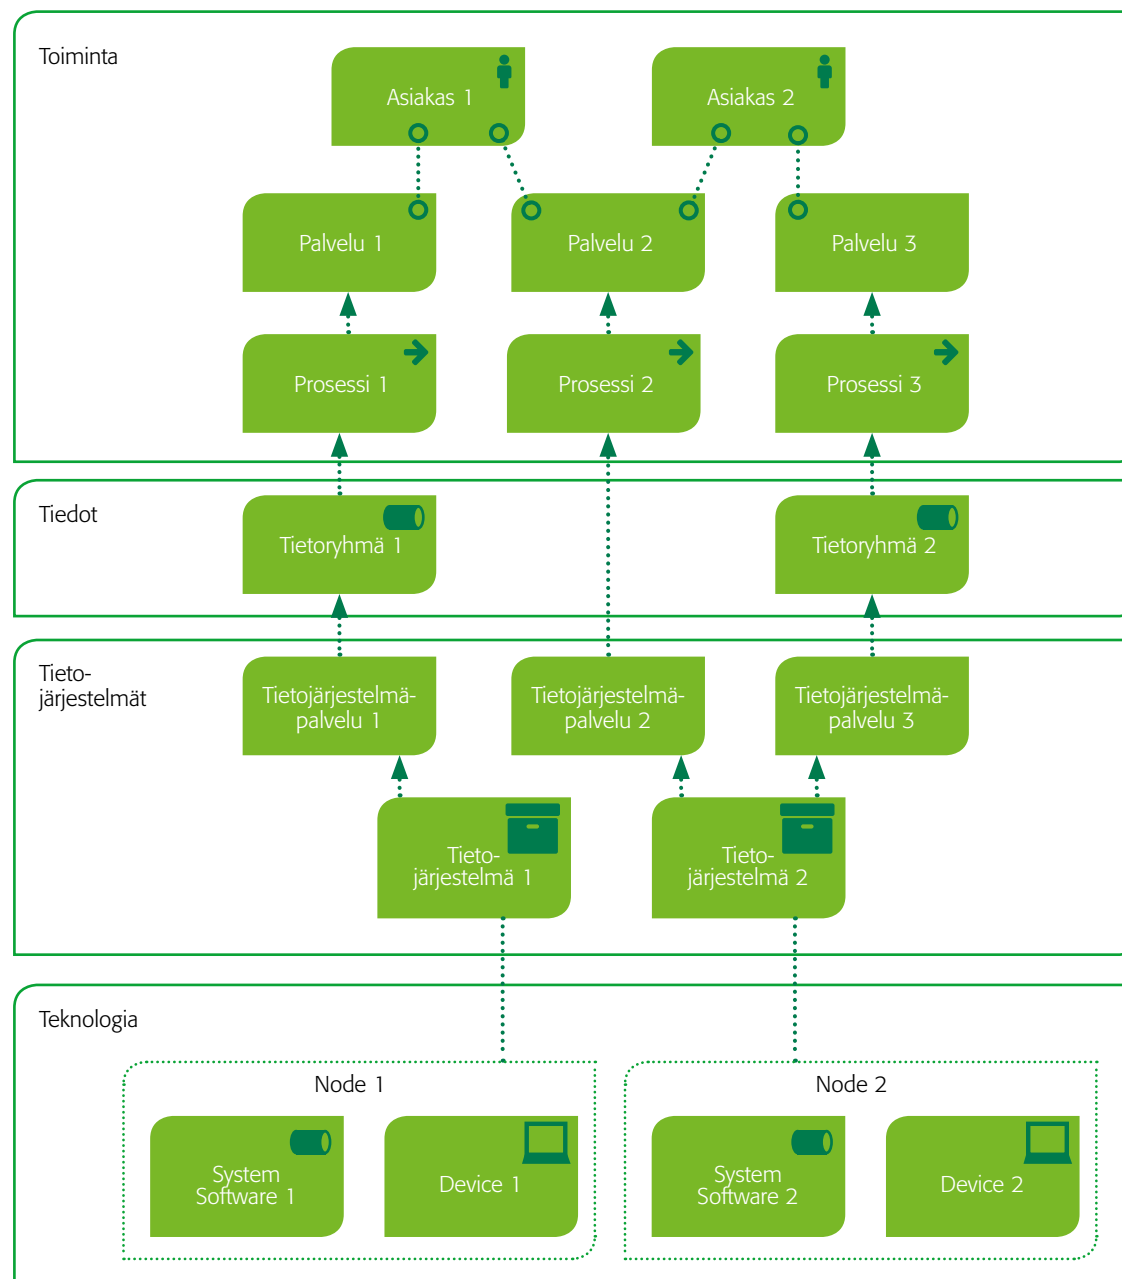 Toiminta
Asiakas 1
Asiakas 2
Palvelu 1
Palvelu 2
Palvelu 3
Prosessi 1
Prosessi 2
Prosessi 3
Tiedot
Tietoryhmä 1
Tietoryhmä 2
Tieto-
järjestelmät
Tietojärjestelmä-
palvelu 1
Tietojärjestelmä-
palvelu 2
Tietojärjestelmä-
palvelu 3
Tieto-
järjestelmä 1
Tieto-
järjestelmä 2
Teknologia
Node 1
Node 2
System
Software 1
Device 1
System
Software 2
Device 2